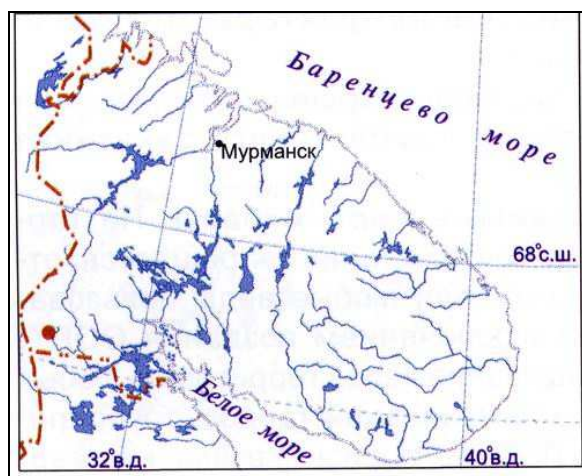 Баренцево море
Мурманск
68°с.ш.
Белое море
32°в.д.
40°в.д.